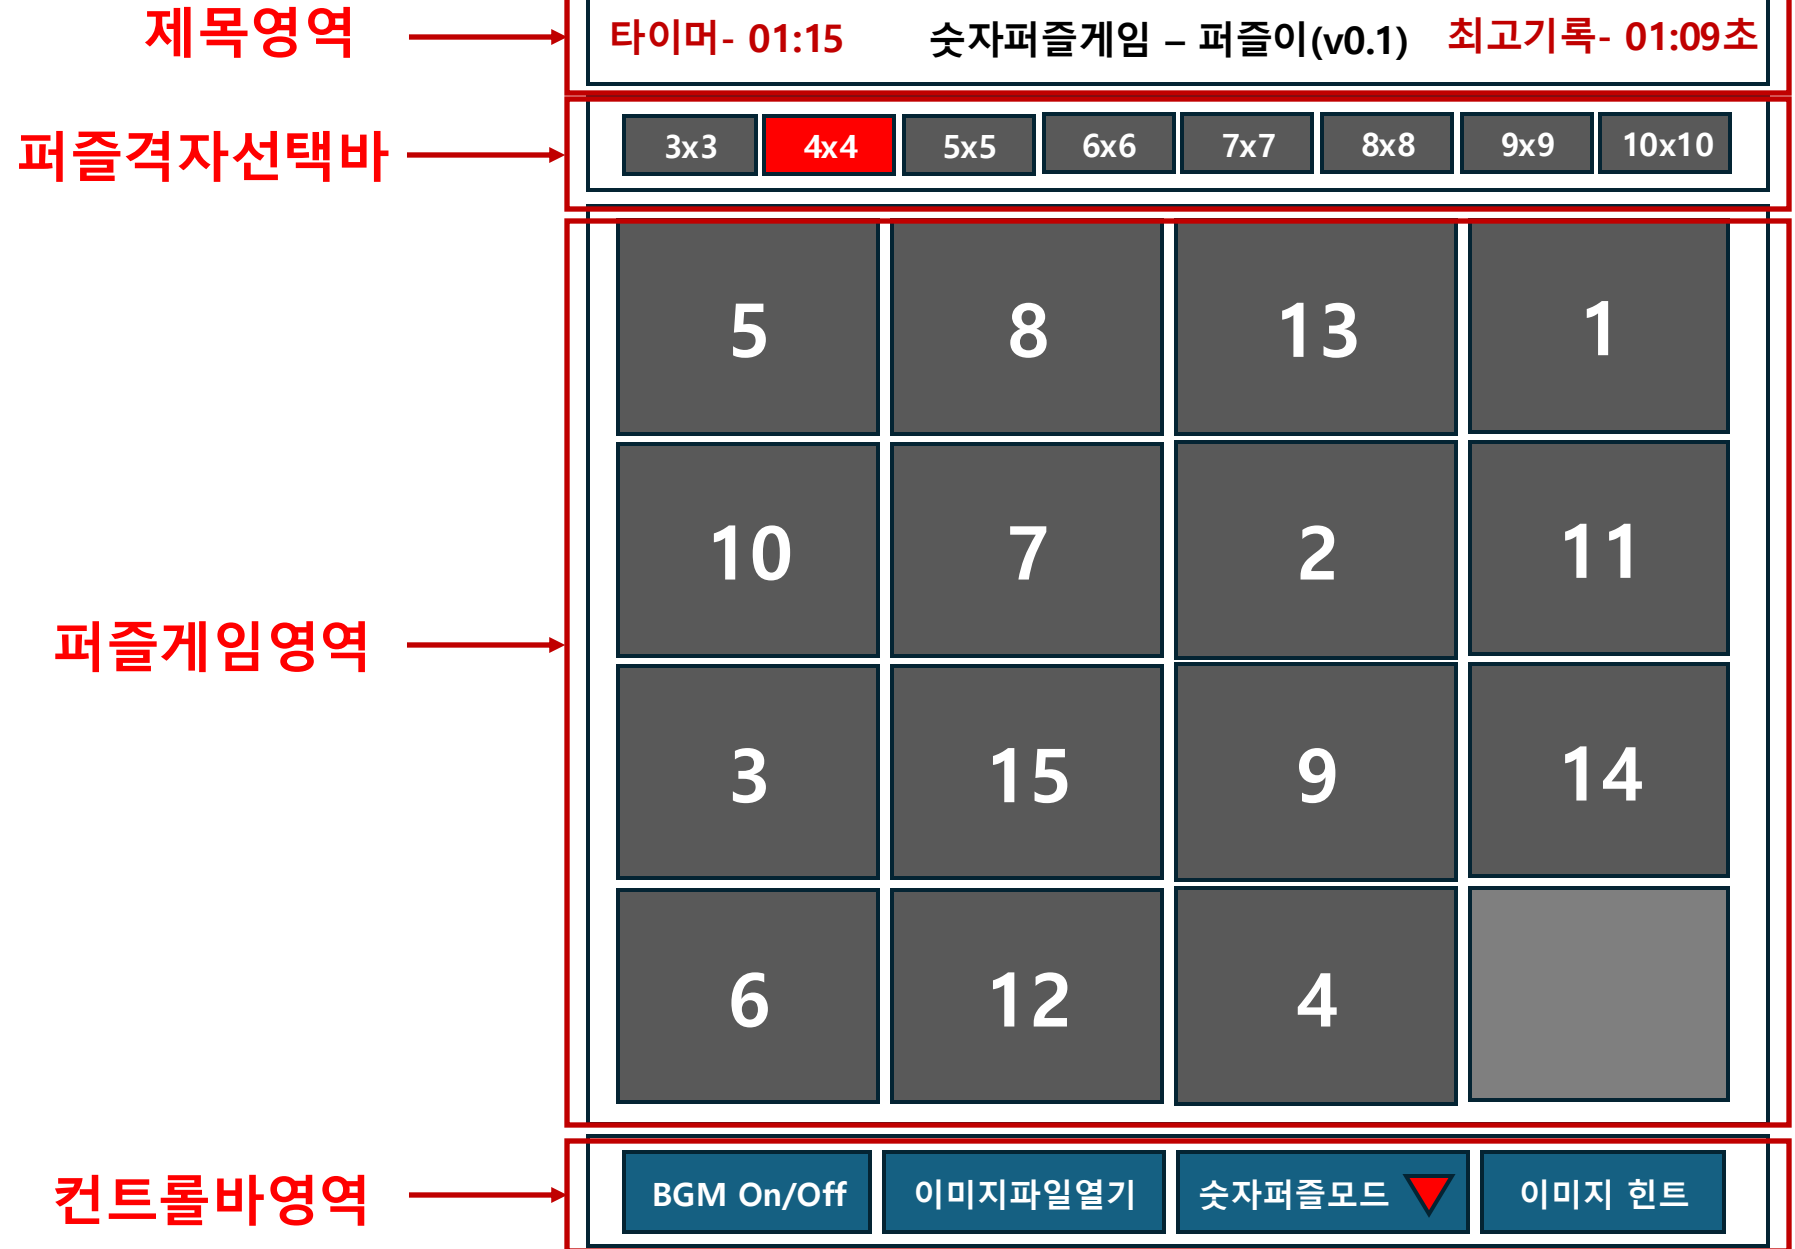 제목영역
타이머- 01:15 숫자퍼즐게임 – 퍼즐이(v0.1) 최고기록- 01:09초
퍼즐격자선택바
3x3 4x4 5x5 6x6 7x7 8x8 9x9 10x10
5 8 13 1
10 7 2 11
퍼즐게임영역
3 15 9 14
6 12 4
컨트롤바영역
BGM On/Off 이미지파일열기 숫자퍼즐모드 이미지 힌트